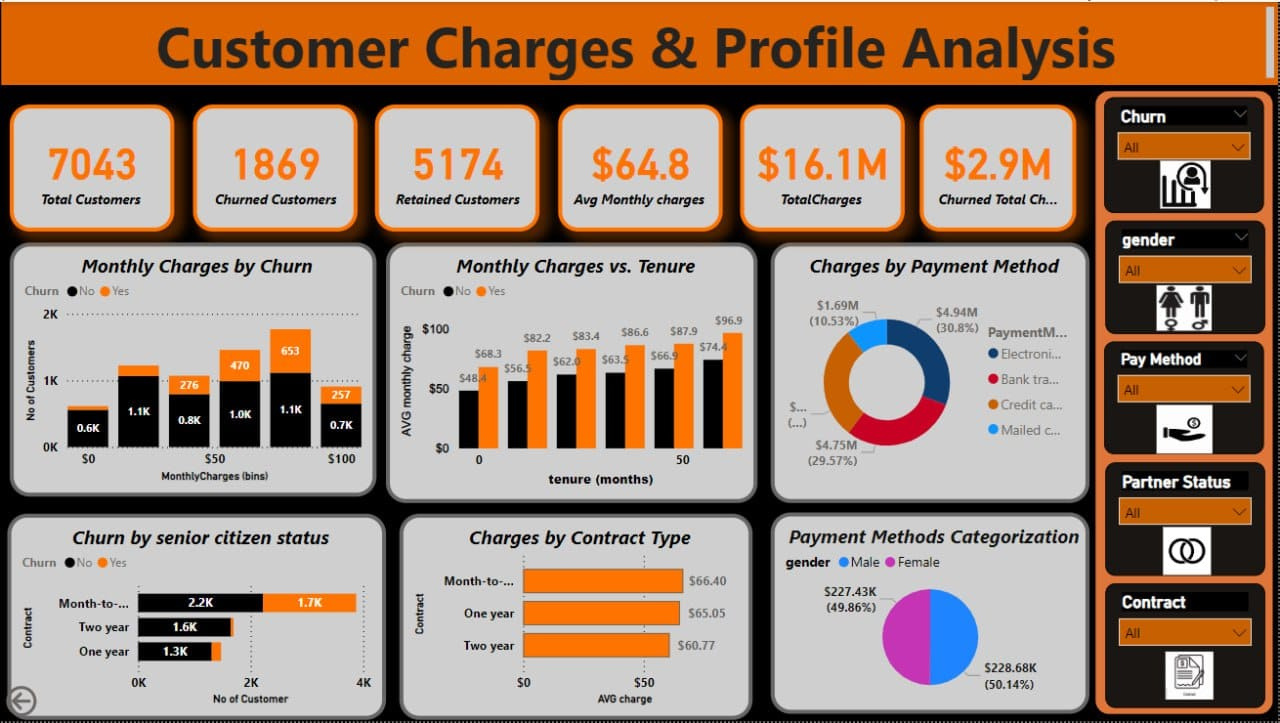 Customer Charges & Profile Analysis
7043
Total Customers
1869
Churned Customers
5174
Retained Customers
$64.8
Avg Monthly charges
$16.1M
TotalCharges
$2.9M
Churned Total Ch...
Monthly Charges by Churn
Churn No Yes
2K
1K
0K
No of Customers
0.6K
1.1K
276
0.8K
470
1.0K
653
1.1K
257
0.7K
$0 $50 $100
MonthlyCharges (bins)
Monthly Charges vs. Tenure
Churn No Yes
$100
$50
$0
AVG monthly charge
$48.4
$68.3
$56.5
$82.2
$62.0
$83.4
$63.5
$86.6
$66.9
$87.9
$74.4
$96.9
0 50
tenure (months)
Charges by Payment Method
$1.69M
(10.53%)
$4.94M
(30.8%)
$...
(...)
$4.75M
(29.57%)
PaymentM...
Electroni...
Bank tra...
Credit ca...
Mailed c...
Churn by senior citizen status
Churn No Yes
Contract
Month-to-... 2.2K 1.7K
Two year 1.6K
One year 1.3K
0K 2K 4K
No of Customer
Charges by Contract Type
Contract
Month-to-... $66.40
One year $65.05
Two year $60.77
$0 $50
AVG charge
Payment Methods Categorization
gender Male Female
$227.43K
(49.86%)
$228.68K
(50.14%)
Churn
All
gender
All
Pay Method
All
Partner Status
All
Contract
All